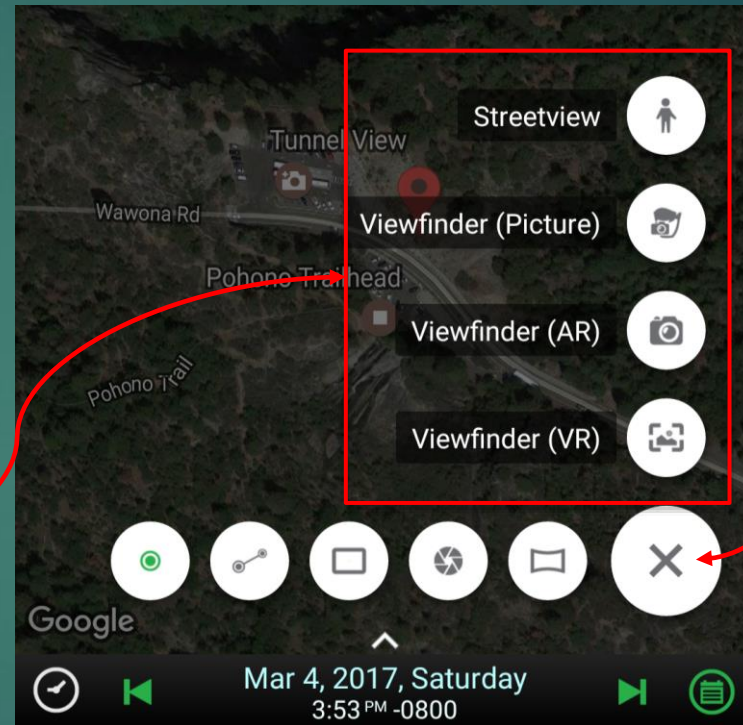 Streetview
Tunnel View
Wawona Rd
Viewfinder (Picture)
Pohono Trailhead
Viewfinder (AR)
Pohono Trail
Viewfinder (VR)
Google
Mar 4, 2017, Saturday
3:53 PM -0800